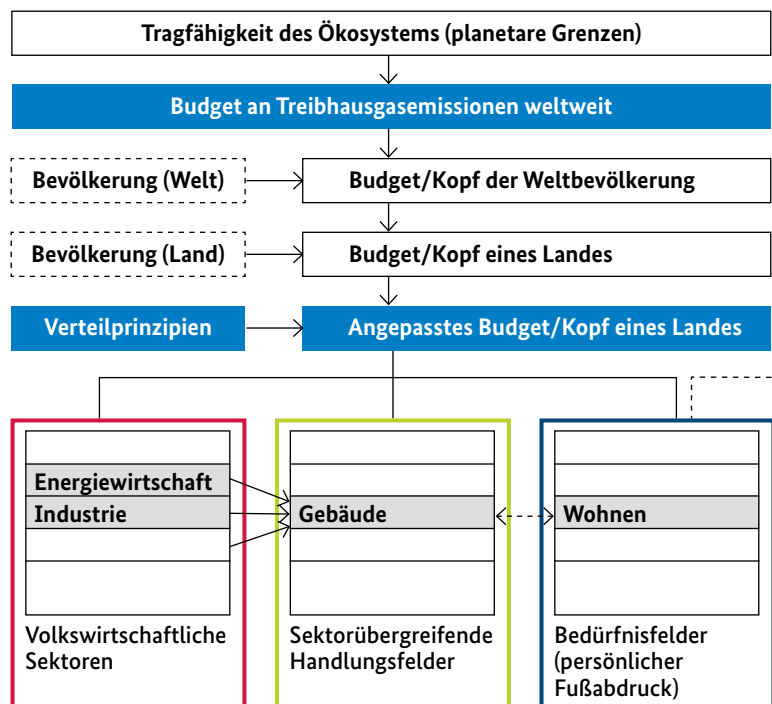 Tragfähigkeit des Ökosystems (planetare Grenzen)
Budget an Treibhausgasemissionen weltweit
Bevölkerung (Welt)
Budget/Kopf der Weltbevölkerung
Bevölkerung (Land)
Budget/Kopf eines Landes
Verteilprinzipien
Angepasstes Budget/Kopf eines Landes
Energiewirtschaft
Industrie
Volkswirtschaftliche
Sektoren
Gebäude
Sektorübergreifende
Handlungsfelder
Wohnen
Bedürfnisfelder
(persönlicher
Fußabdruck)